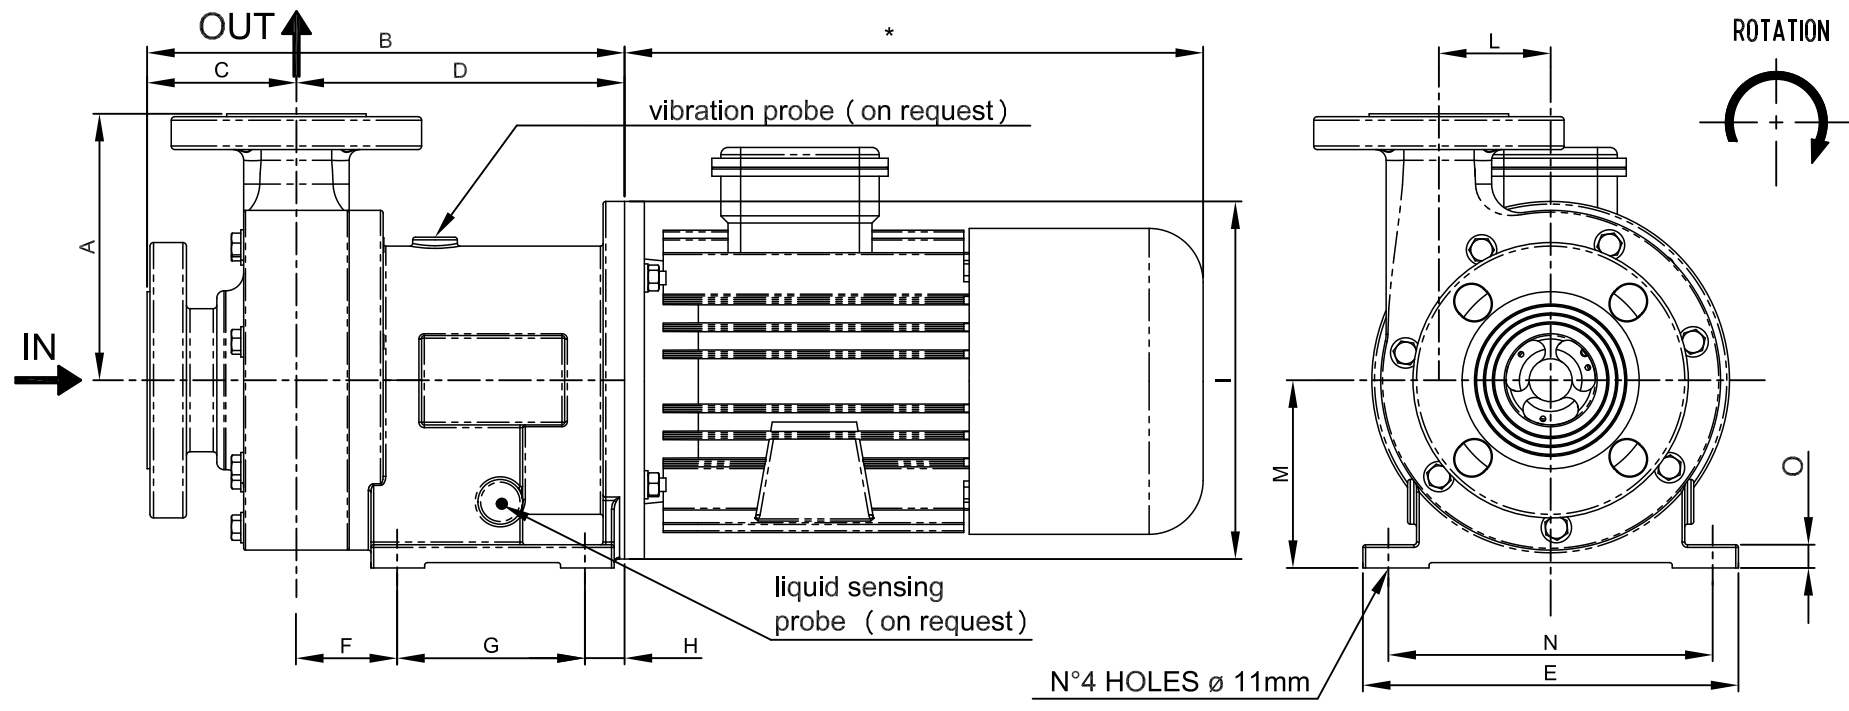 OUT
B
*
L
ROTATION
C
D
vibration probe (on request)
A
IN
I
M
O
liquid sensing
probe (on request)
F
G
H
N
E
N°4 HOLES ø 11mm